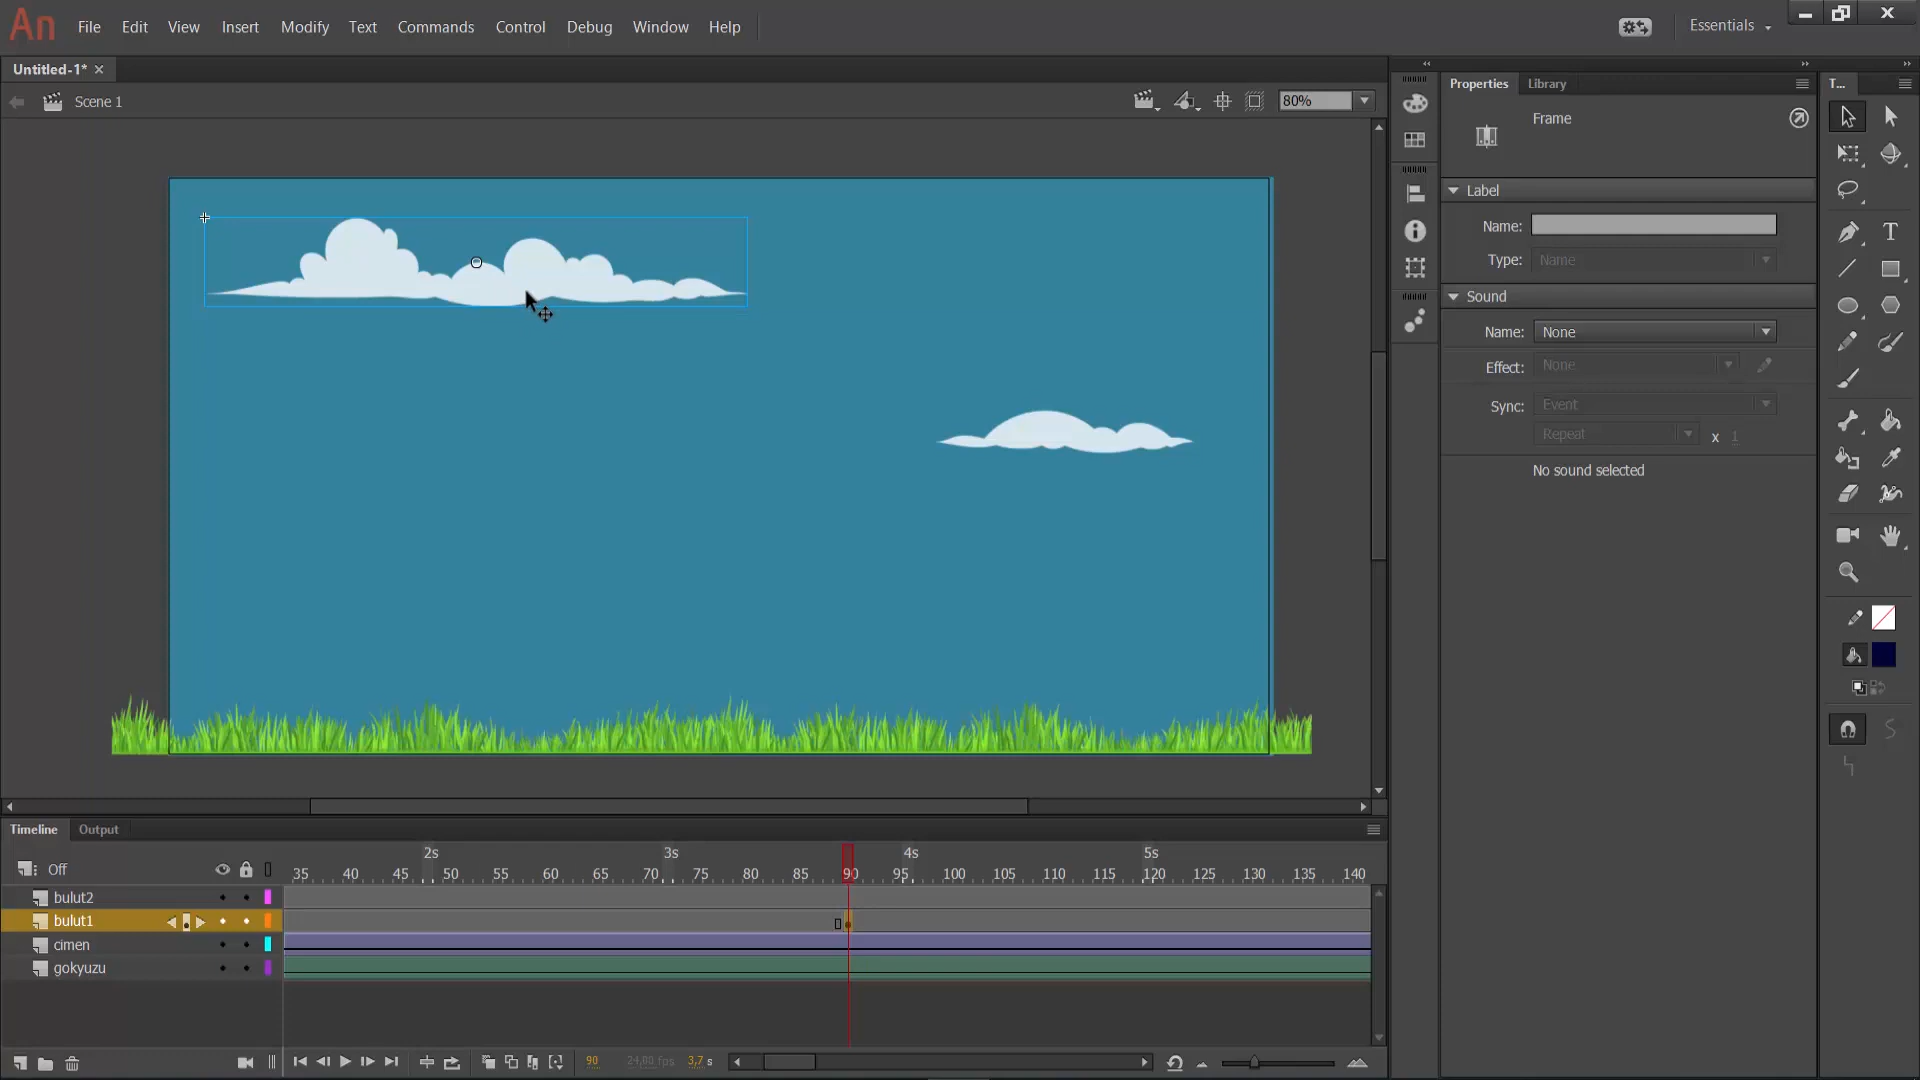 An File Edit View Insert Modify Text Commands Control Debug Window Help Essentials
Untitled-1*
Scene 1
80%
Properties Library T...
Frame
Label
Name:
Type: Name
Sound
Name: None
Effect: None
Sync: Event
Repeat x 1
No sound selected
Timeline Output
2s 3s 4s 5s
Off 35 40 45 50 55 60 65 70 75 80 85 90 95 100 105 110 115 120 125 130 135 140
bulut2
bulut1
cimen
gokyuzu
90 24,00 fps 3,7 s